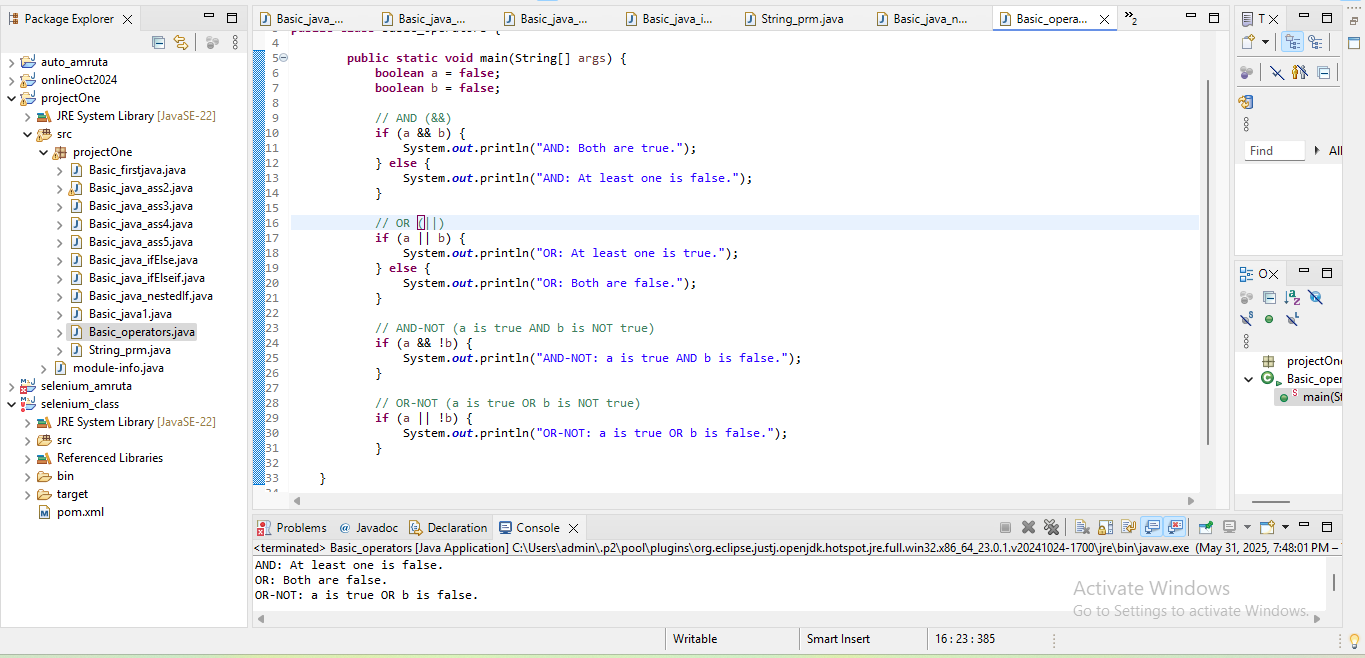 Package Explorer
Basic_java_...
Basic_java_...
Basic_java_...
Basic_java_i...
String_prm.java
Basic_java_n...
Basic_opera...
»2
T
auto_amruta
onlineOct2024
projectOne
JRE System Library [JavaSE-22]
src
projectOne
Basic_firstjava.java
Basic_java_ass2.java
Basic_java_ass3.java
Basic_java_ass4.java
Basic_java_ass5.java
Basic_java_ifElse.java
Basic_java_ifElseif.java
Basic_java_nestedIf.java
Basic_java1.java
Basic_operators.java
String_prm.java
module-info.java
selenium_amruta
selenium_class
JRE System Library [JavaSE-22]
src
Referenced Libraries
bin
target
pom.xml
3 public class Basic_operators {
4
5 public static void main(String[] args) {
6 boolean a = false;
7 boolean b = false;
8
9 // AND (&&)
10 if (a && b) {
11 System.out.println("AND: Both are true.");
12 } else {
13 System.out.println("AND: At least one is false.");
14 }
15
16 // OR (||)
17 if (a || b) {
18 System.out.println("OR: At least one is true.");
19 } else {
20 System.out.println("OR: Both are false.");
21 }
22
23 // AND-NOT (a is true AND b is NOT true)
24 if (a && !b) {
25 System.out.println("AND-NOT: a is true AND b is false.");
26 }
27
28 // OR-NOT (a is true OR b is NOT true)
29 if (a || !b) {
30 System.out.println("OR-NOT: a is true OR b is false.");
31 }
32
33 }
34
Find
All
O
projectOn
Basic_oper
main(St
Problems
@ Javadoc
Declaration
Console
<terminated> Basic_operators [Java Application] C:\Users\admin\.p2\pool\plugins\org.eclipse.justj.openjdk.hotspot.jre.full.win32.x86_64_23.0.1.v20241024-1700\jre\bin\javaw.exe (May 31, 2025, 7:48:01 PM –
AND: At least one is false.
OR: Both are false.
OR-NOT: a is true OR b is false.
Activate Windows
Go to Settings to activate Windows.
Writable
Smart Insert
16 : 23 : 385